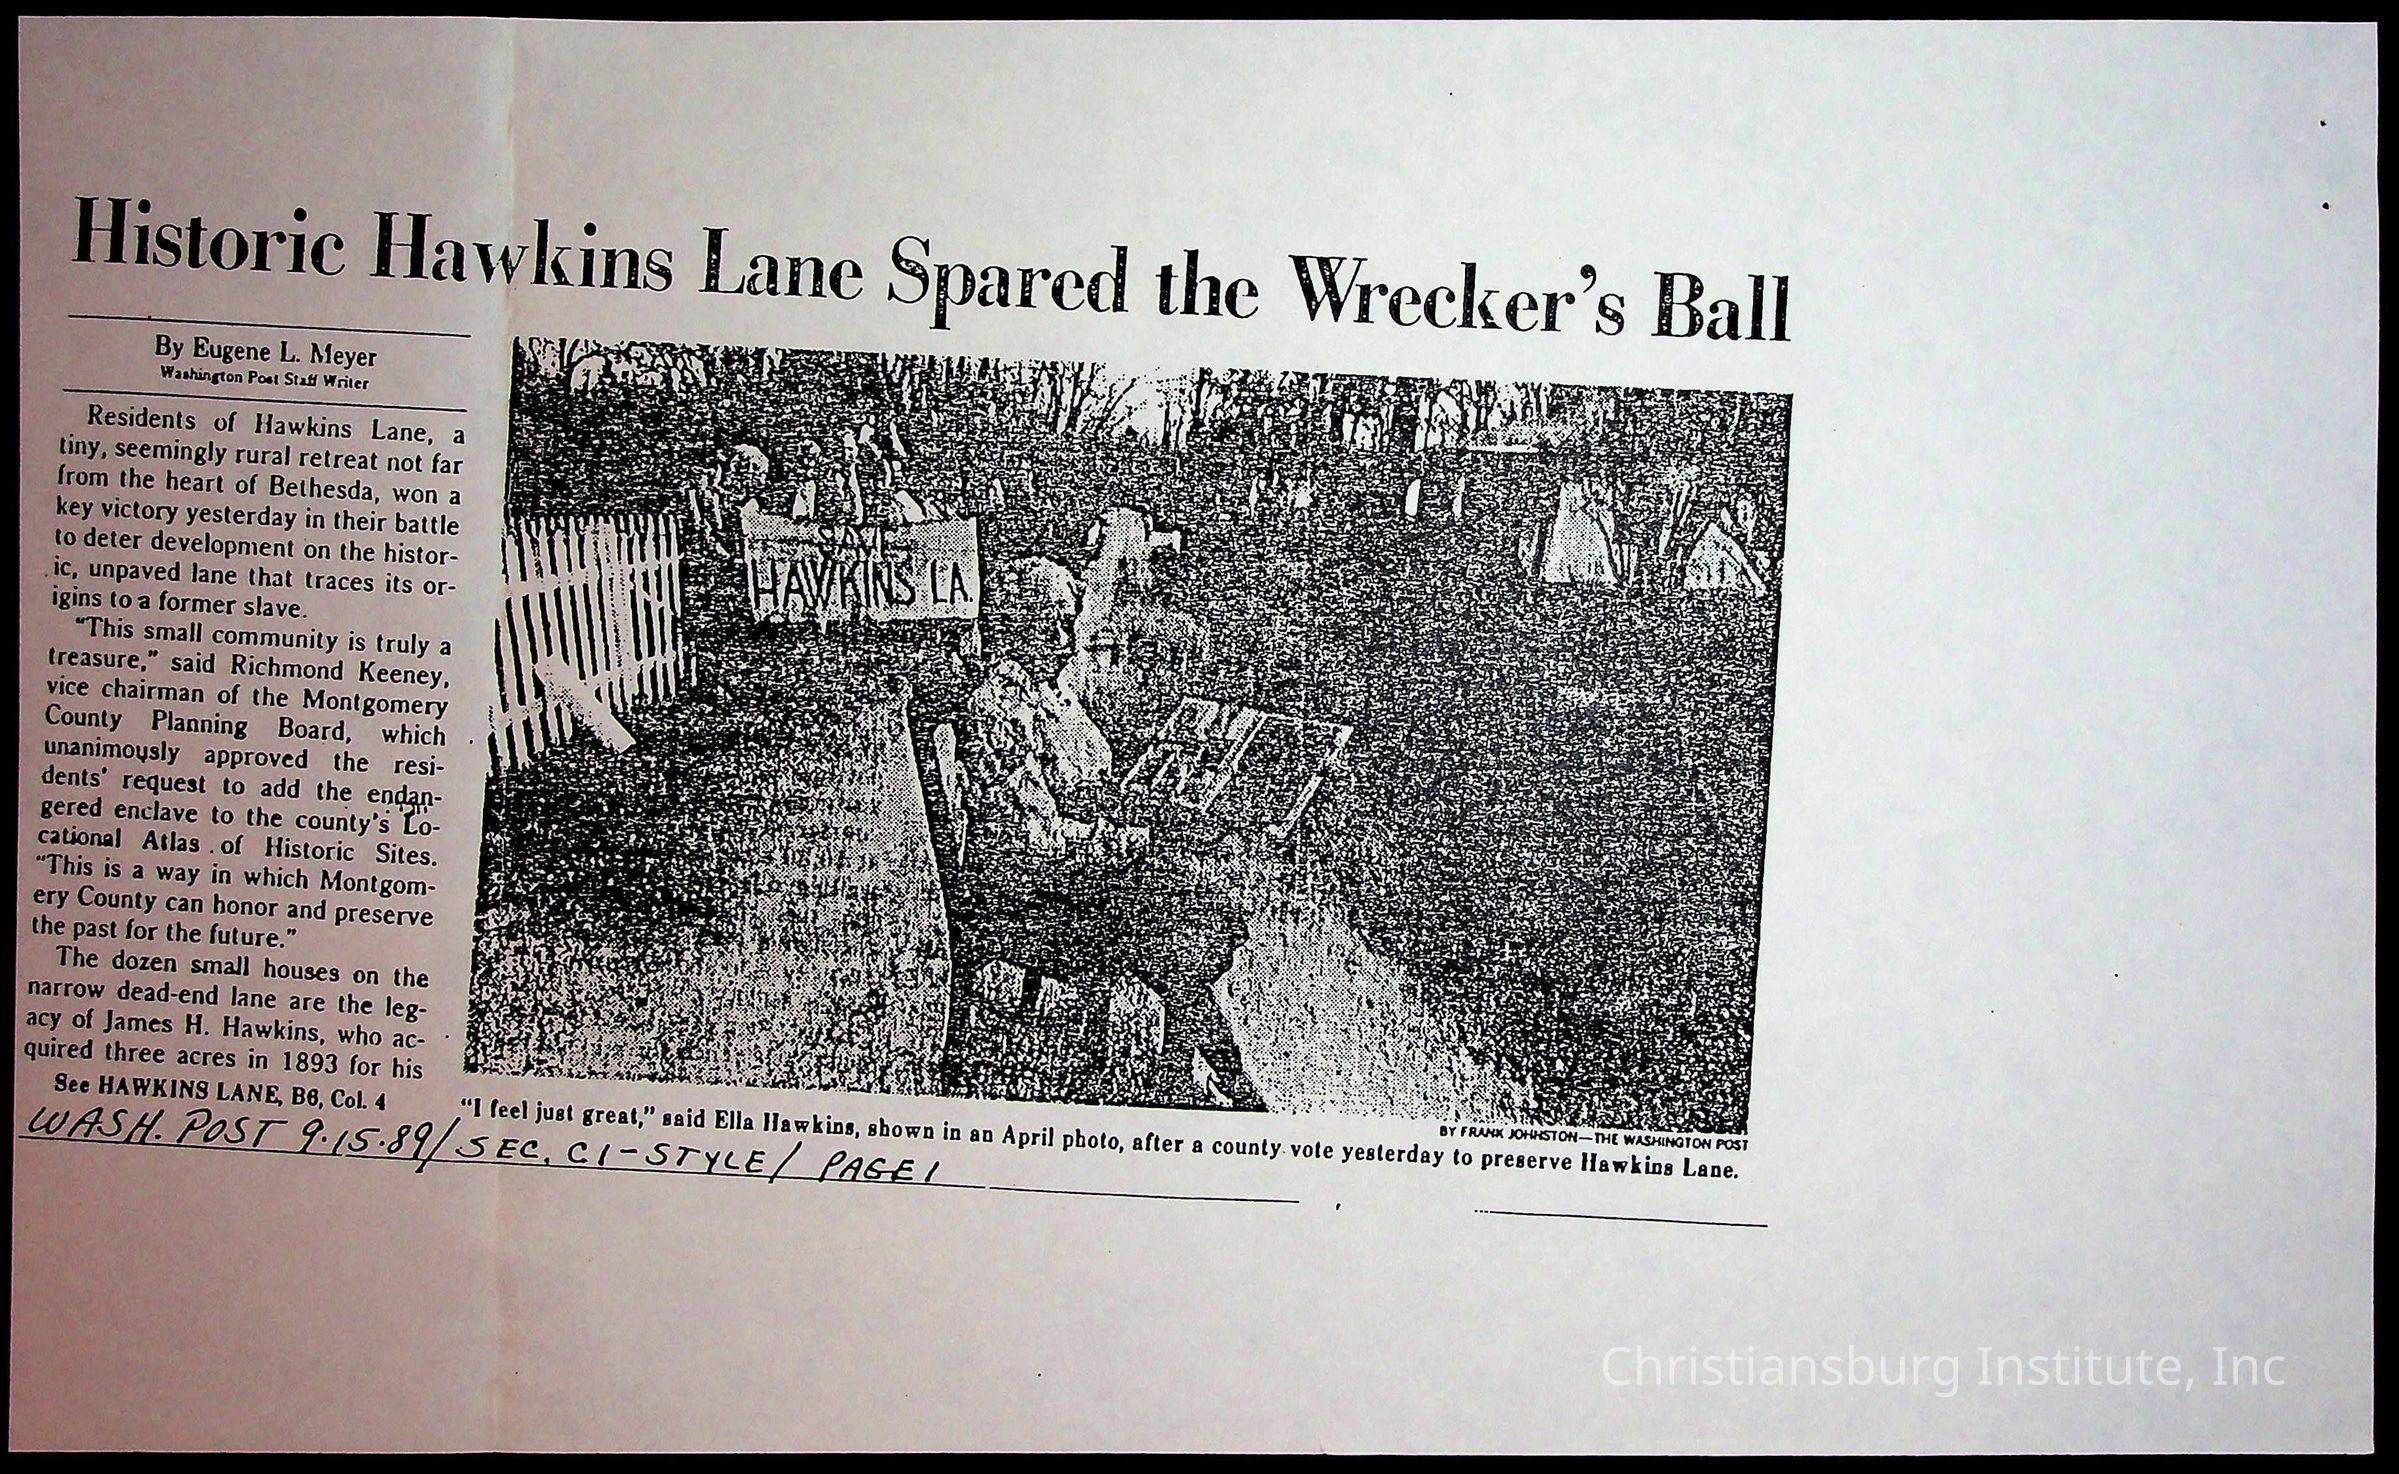 Historic Hawkins Lane Spared the Wrecker's Ball
By Eugene L. Meyer
Washington Post Staff Writer
Residents of Hawkins Lane, a
tiny, seemingly rural retreat not far
from the heart of Bethesda, won a
key victory yesterday in their battle
to deter development on the histor-
ic, unpaved lane that traces its or-
igins to a former slave.
"This small community is truly a
treasure," said Richmond Keeney,
vice chairman of the Montgomery
County Planning Board, which
unanimously approved the resi-
dents' request to add the endan-
gered enclave to the county's Lo-
cational Atlas of Historic Sites.
"This is a way in which Montgom-
ery County can honor and preserve
the past for the future."
The dozen small houses on the
narrow dead-end lane are the leg-
acy of James H. Hawkins, who ac-
quired three acres in 1893 for his
See HAWKINS LANE, B6, Col. 4
SAVE
HAWKINS LA.
BY FRANK JOHNSTON—THE WASHINGTON POST
"I feel just great," said Ella Hawkins, shown in an April photo, after a county vote yesterday to preserve Hawkins Lane.
WASH. POST 9.15.89/SEC. C1-STYLE/ PAGE 1
Christiansburg Institute, Inc